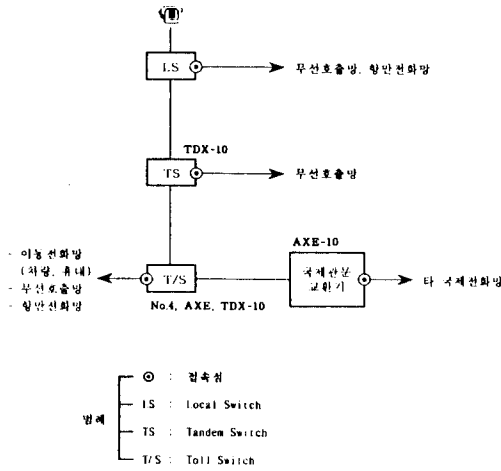 LS
무선호출망, 항만전화망
TDX-10
TS
무선호출망
AXE-10
- 이동전화망
(차량, 휴대)
- 무선호출망
- 항만전화망
T/S
국제관문
교환기
타 국제전화망
No.4, AXE, TDX-10
범례
⊙ : 접속점
LS : Local Switch
TS : Tandem Switch
T/S : Toll Switch